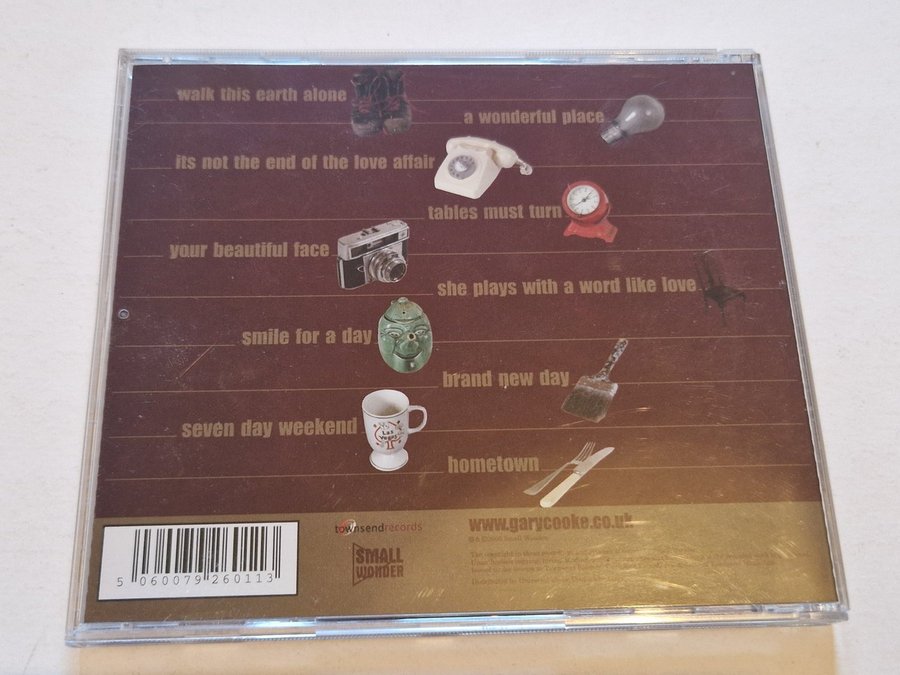 walk this earth alone
a wonderful place
its not the end of the love affair
tables must turn
your beautiful face
she plays with a word like love
smile for a day
brand new day
seven day weekend
Las Vegas
hometown
townsendrecords
www.garycooke.co.uk
SMALL WONDER
5 060079 260113